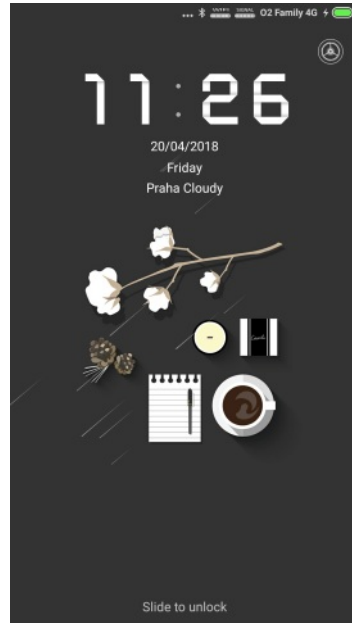 ... O2 Family 4G
11:26
20/04/2018
Friday
Praha Cloudy
Slide to unlock